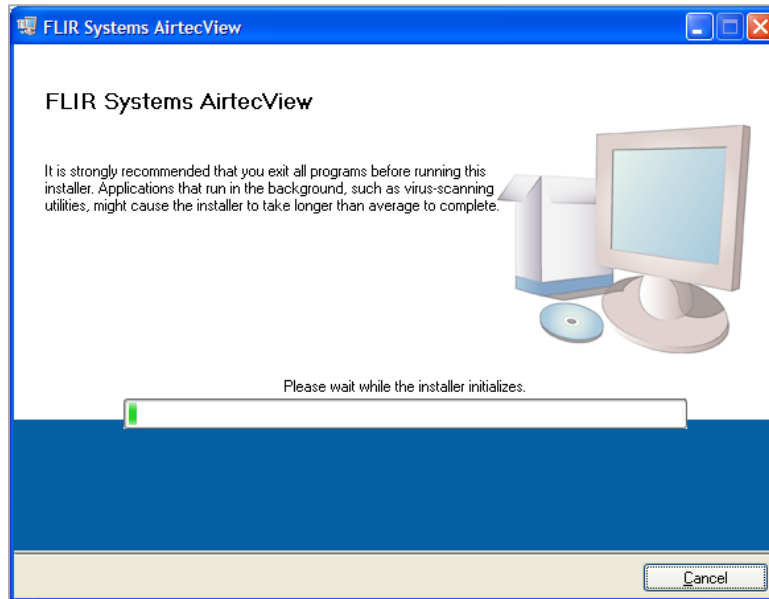 FLIR Systems AirtecView
FLIR Systems AirtecView
It is strongly recommended that you exit all programs before running this
installer. Applications that run in the background, such as virus-scanning
utilities, might cause the installer to take longer than average to complete.
Please wait while the installer initializes.
Cancel